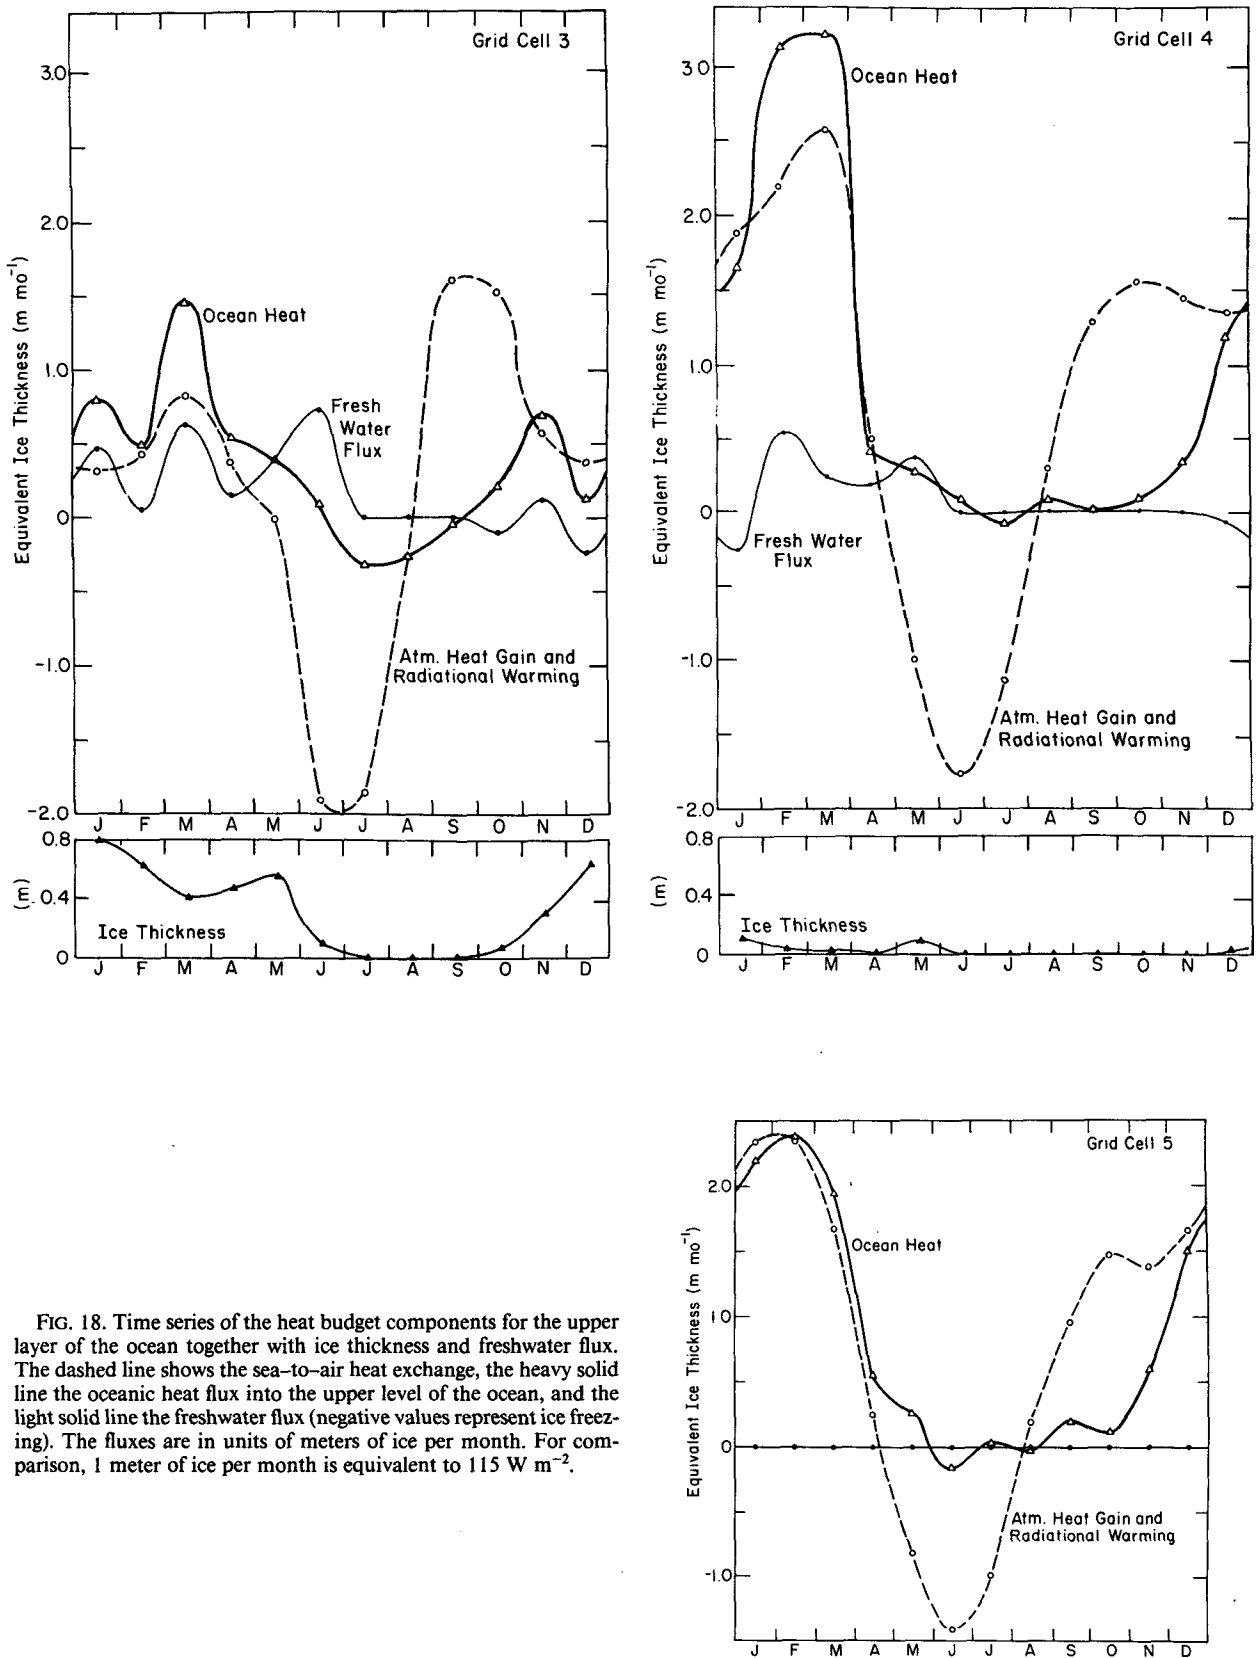 Grid Cell 3
3.0
2.0
1.0
0
-1.0
-2.0
Equivalent Ice Thickness (m mo⁻¹)
Ocean Heat
Fresh
Water
Flux
Atm. Heat Gain and
Radiational Warming
J F M A M J J A S O N D
0.8
0.4
0
(m)
Ice Thickness
J F M A M J J A S O N D
Grid Cell 4
3.0
2.0
1.0
0
-1.0
-2.0
Equivalent Ice Thickness (m mo⁻¹)
Ocean Heat
Fresh Water
Flux
Atm. Heat Gain and
Radiational Warming
J F M A M J J A S O N D
0.8
0.4
0
(m)
Ice Thickness
J F M A M J J A S O N D
Grid Cell 5
2.0
1.0
0
-1.0
Equivalent Ice Thickness (m mo⁻¹)
Ocean Heat
Atm. Heat Gain and
Radiational Warming
J F M A M J J A S O N D
FIG. 18. Time series of the heat budget components for the upper
layer of the ocean together with ice thickness and freshwater flux.
The dashed line shows the sea–to–air heat exchange, the heavy solid
line the oceanic heat flux into the upper level of the ocean, and the
light solid line the freshwater flux (negative values represent ice freez-
ing). The fluxes are in units of meters of ice per month. For com-
parison, 1 meter of ice per month is equivalent to 115 W m⁻².